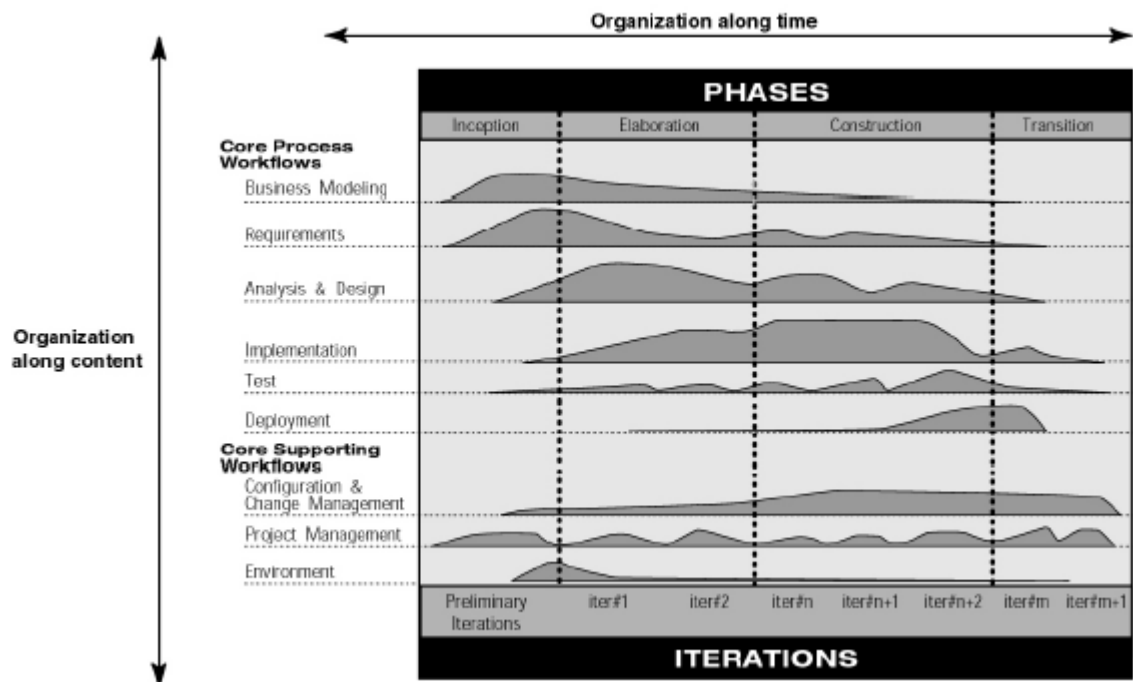 Organization along time
PHASES
Inception Elaboration Construction Transition
Core Process
Workflows
Business Modeling
Requirements
Analysis & Design
Organization
along content
Implementation
Test
Deployment
Core Supporting
Workflows
Configuration &
Change Management
Project Management
Environment
Preliminary
Iterations
iter#1 iter#2 iter#n iter#n+1 iter#n+2 iter#m iter#m+1
ITERATIONS